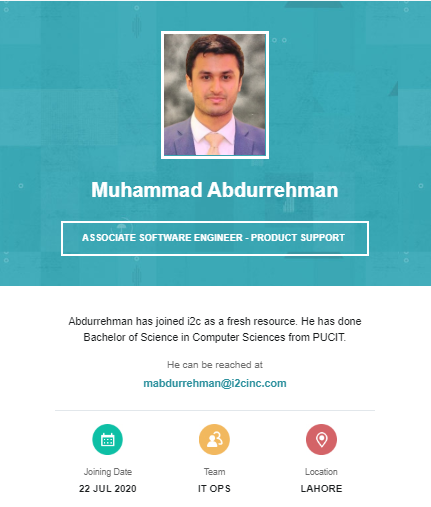 Muhammad Abdurrehman
ASSOCIATE SOFTWARE ENGINEER - PRODUCT SUPPORT
Abdurrehman has joined i2c as a fresh resource. He has done
Bachelor of Science in Computer Sciences from PUCIT.
He can be reached at
mabdurrehman@i2cinc.com
Joining Date
Team
Location
22 JUL 2020
IT OPS
LAHORE